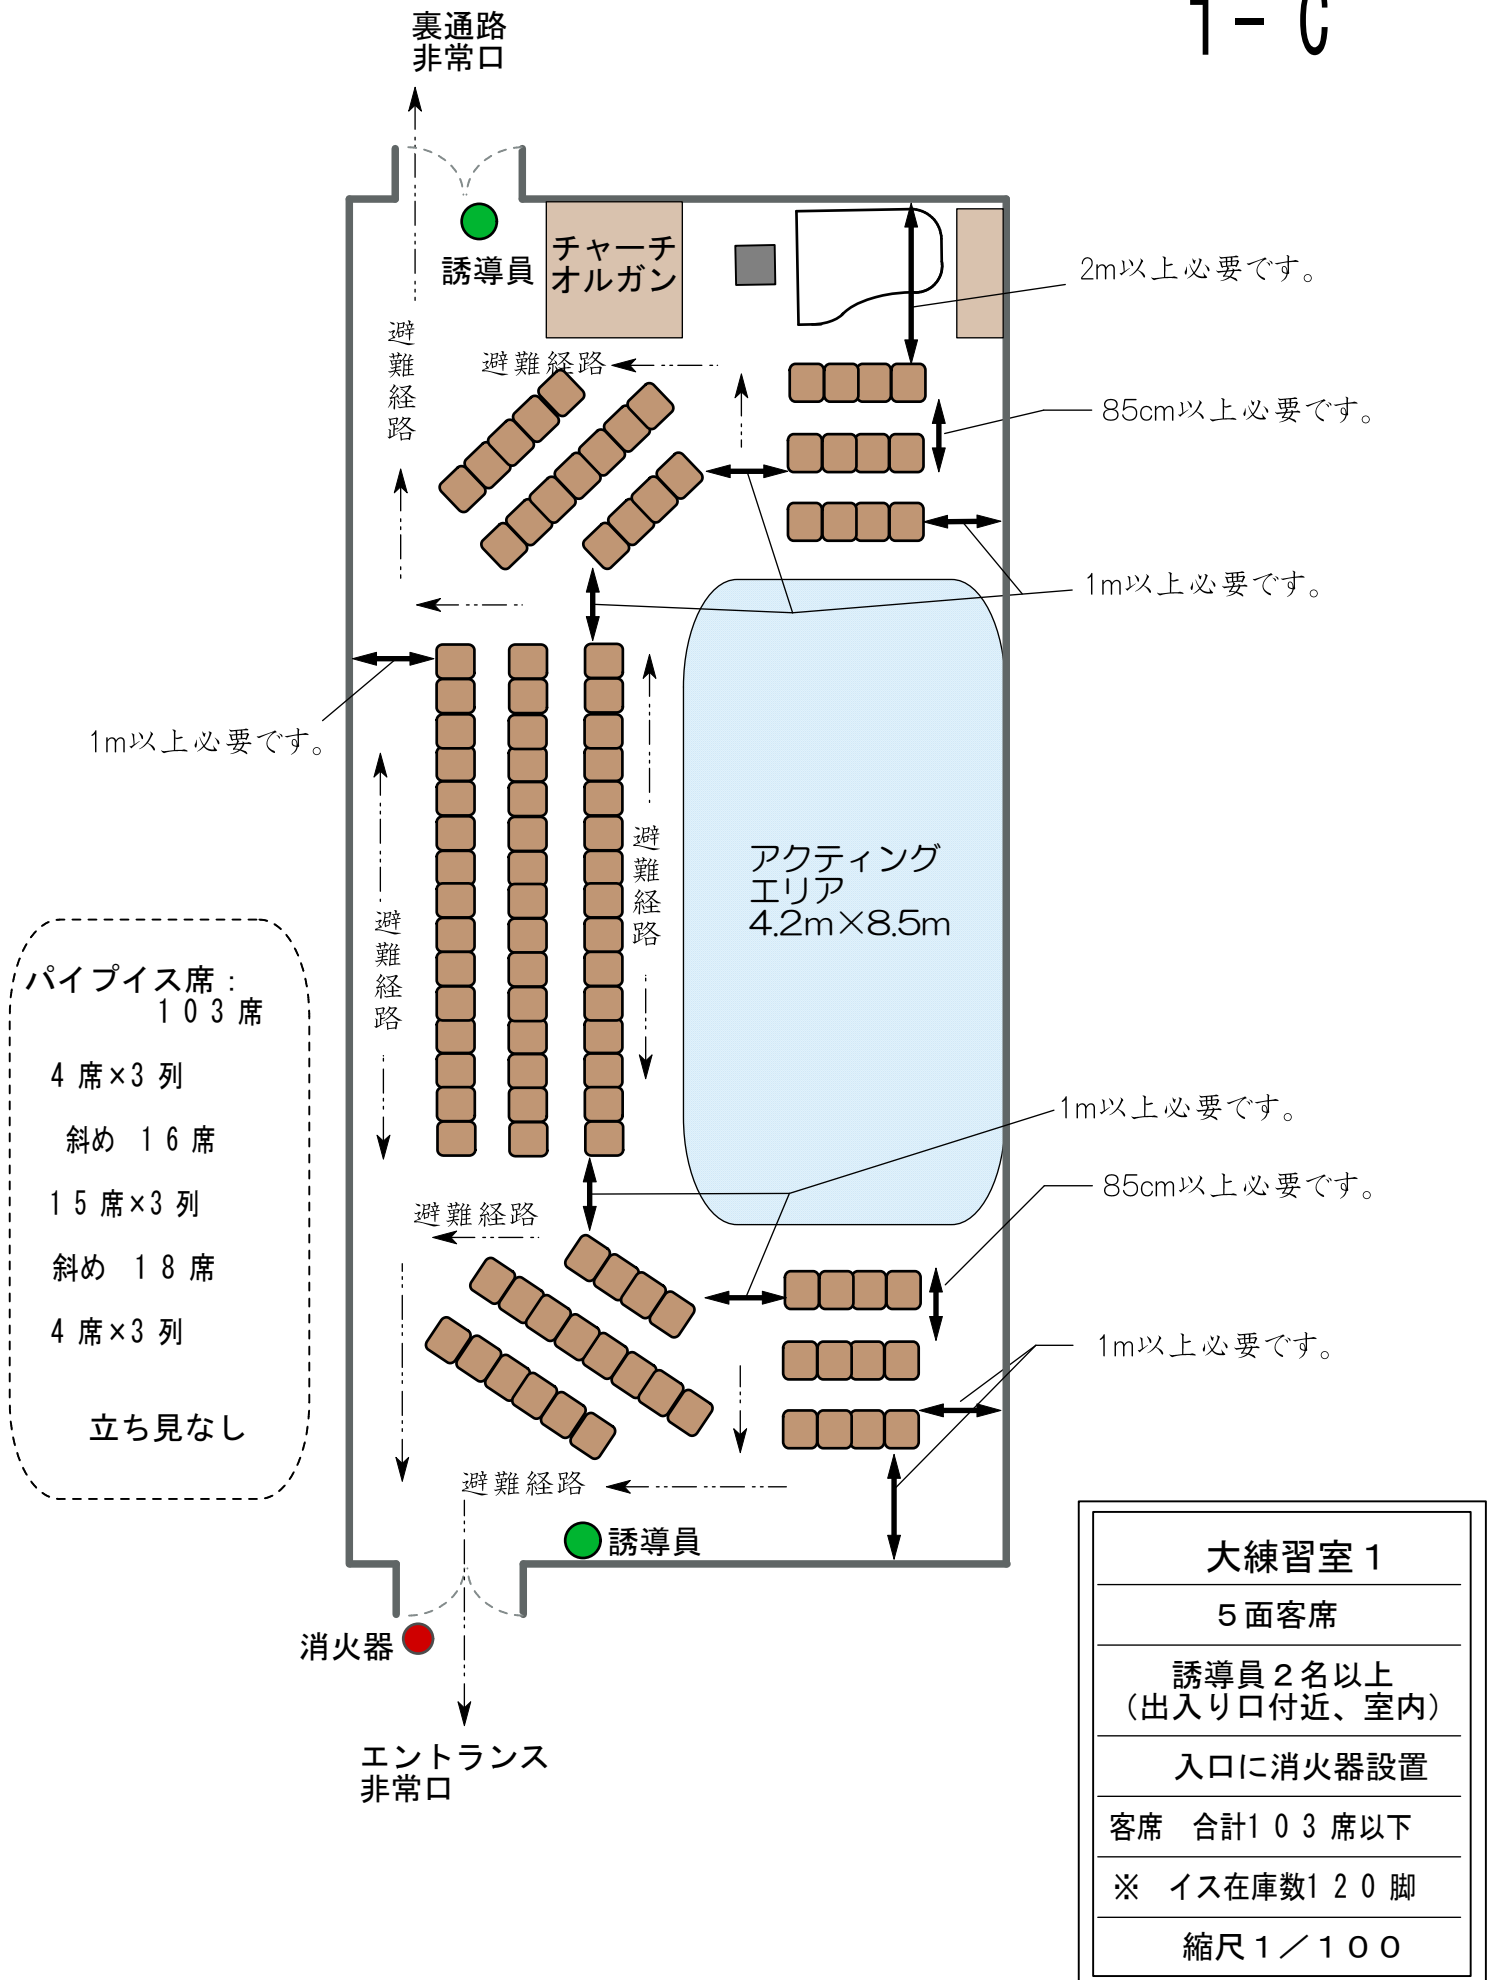 1-C
裏通路
非常口
誘導員
チャーチ
オルガン
2m以上必要です。
避難経路
避難経路
85cm以上必要です。
1m以上必要です。
1m以上必要です。
避難経路
避難経路
アクティング
エリア
4.2m×8.5m
パイプイス席：
103席
4席×3列
斜め 16席
15席×3列
斜め 18席
4席×3列
立ち見なし
1m以上必要です。
85cm以上必要です。
避難経路
1m以上必要です。
避難経路
誘導員
消火器
エントランス
非常口
大練習室1
5面客席
誘導員2名以上
（出入り口付近、室内）
入口に消火器設置
客席 合計103席以下
※ イス在庫数120脚
縮尺1／100